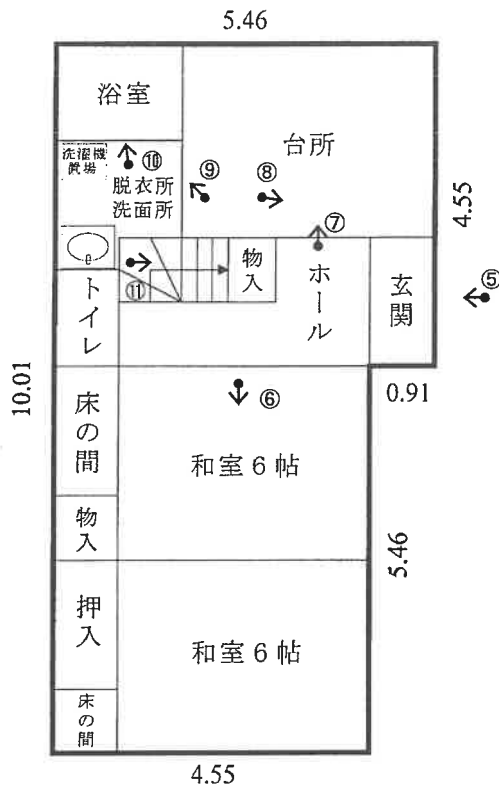 5.46
浴室
洗濯機
置場
⑩
脱衣所
洗面所
⑨
⑧
台所
⑦
4.55
⑤
⑪
物入
ホール
玄関
トイレ
10.01
0.91
床の間
⑥
和室6帖
物入
5.46
押入
和室6帖
床の間
4.55